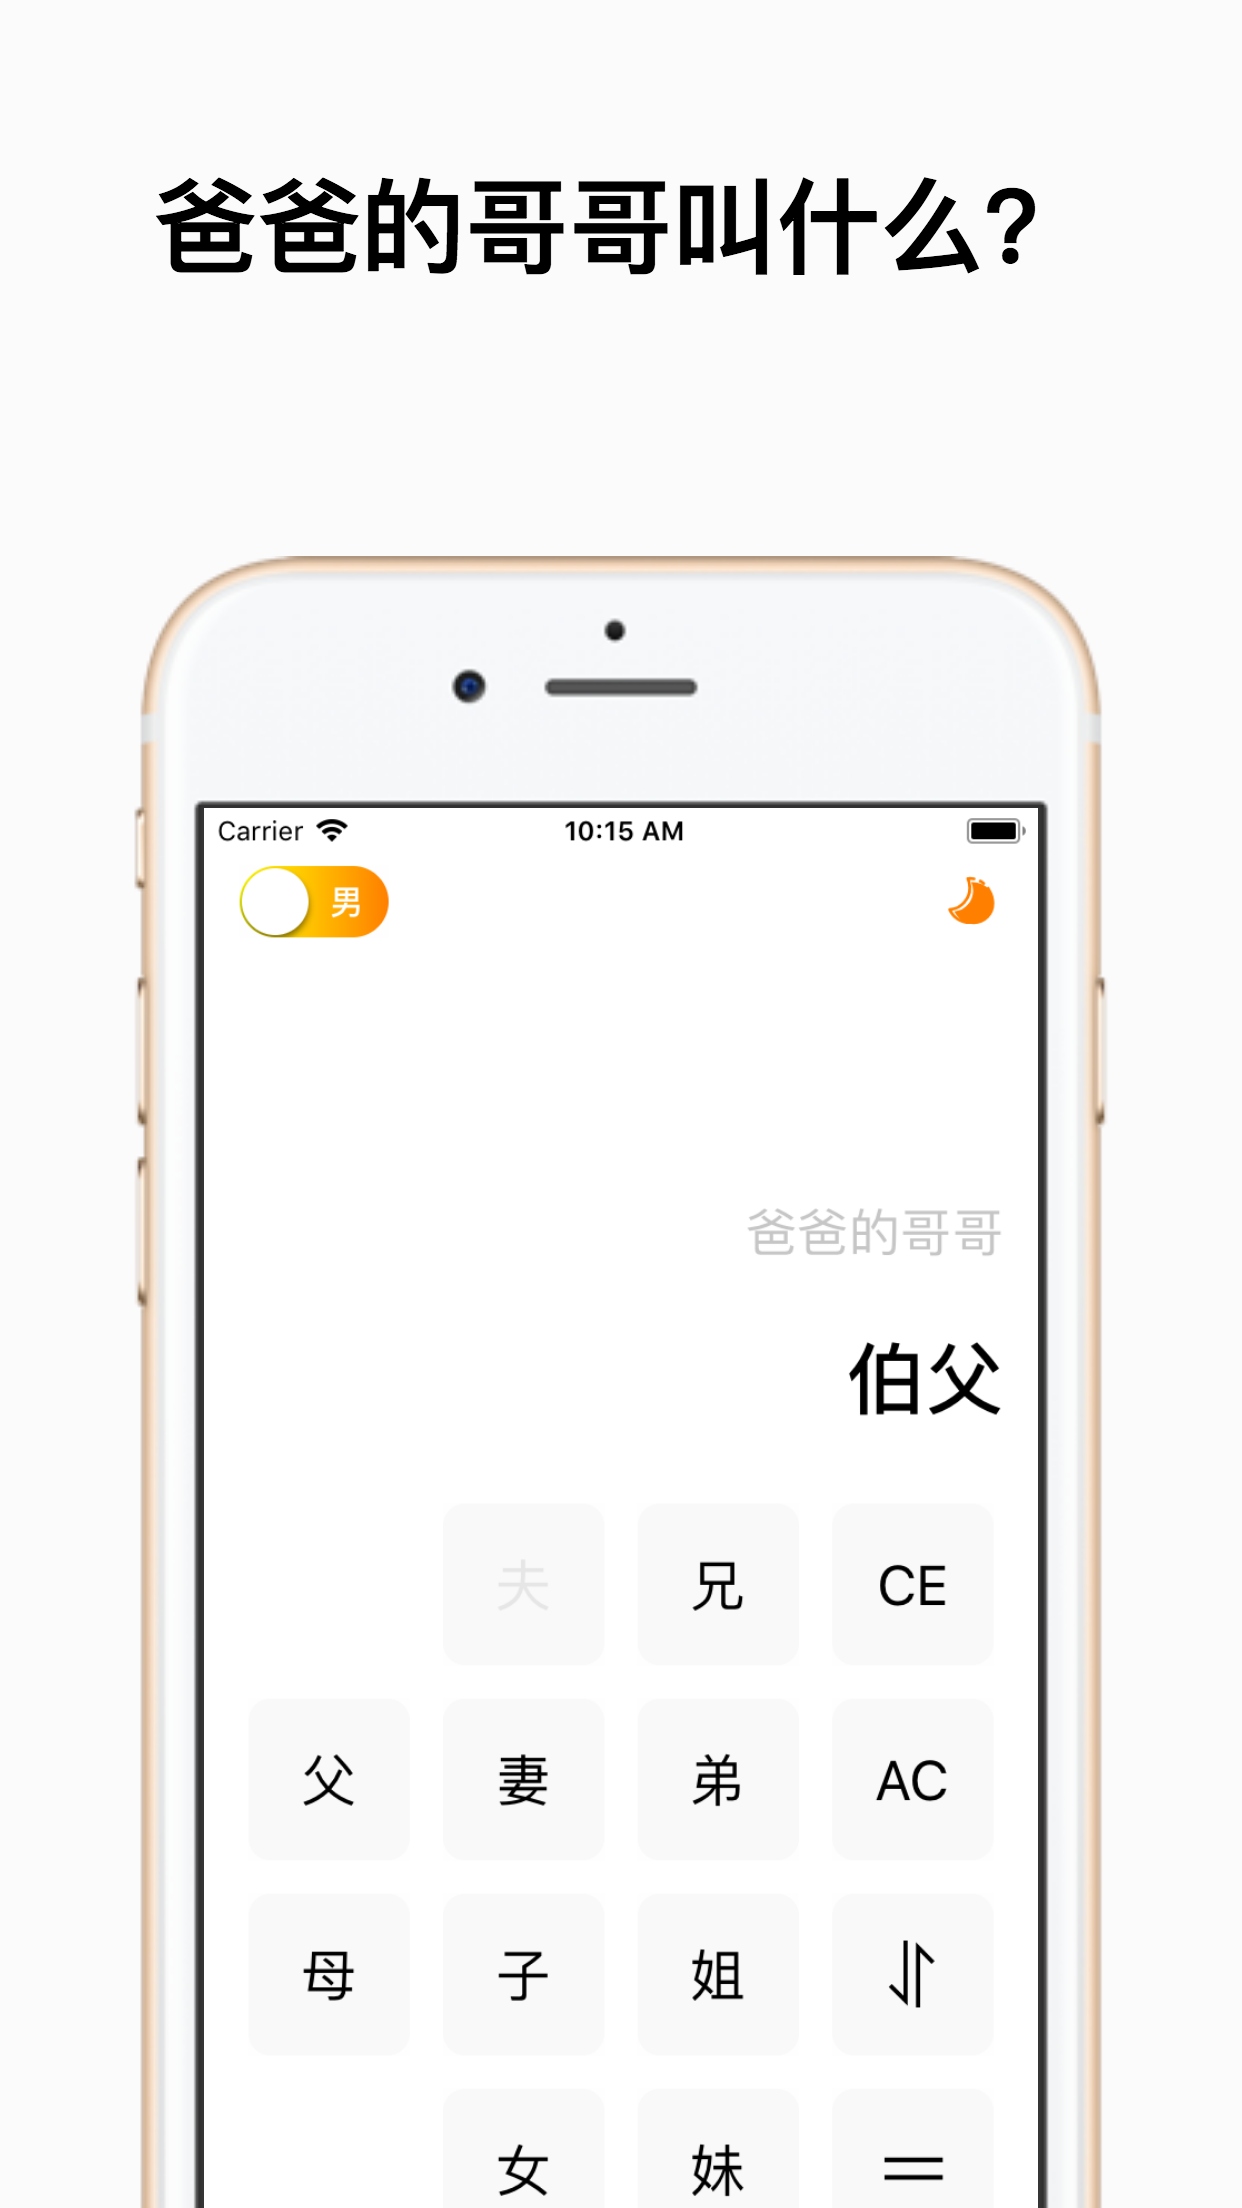 爸爸的哥哥叫什么?
Carrier 10:15 AM
男
爸爸的哥哥
伯父
夫 兄 CE
父 妻 弟 AC
母 子 姐
女 妹 =